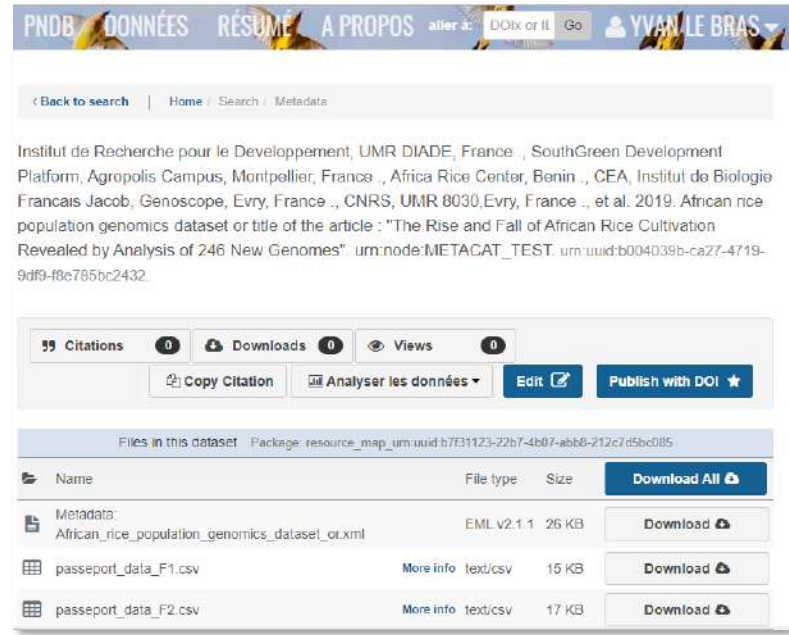 PNDB DONNÉES RÉSUMÉ A PROPOS aller à: DOIx or It Go YVAN LE BRAS
‹ Back to search | Home / Search / Metadata
Institut de Recherche pour le Developpement, UMR DIADE, France ., SouthGreen Development
Platform, Agropolis Campus, Montpellier, France ., Africa Rice Center, Benin ., CEA, Institut de Biologie
Francais Jacob, Genoscope, Evry, France ., CNRS, UMR 8030,Evry, France ., et al. 2019. African rice
population genomics dataset or title of the article : "The Rise and Fall of African Rice Cultivation
Revealed by Analysis of 246 New Genomes". urn:node:METACAT_TEST. urn:uuid:b004039b-ca27-4719-
9df9-f8e785bc2432.
Citations 0 Downloads 0 Views 0
Copy Citation Analyser les données Edit Publish with DOI
Files in this dataset Package: resource_map_urn:uuid:b7f31123-22b7-4b07-abb8-212c7d5bc085
Name File type Size Download All
Metadata:
African_rice_population_genomics_dataset_or.xml EML v2.1.1 26 KB Download
passeport_data_F1.csv More info text/csv 15 KB Download
passeport_data_F2.csv More info text/csv 17 KB Download